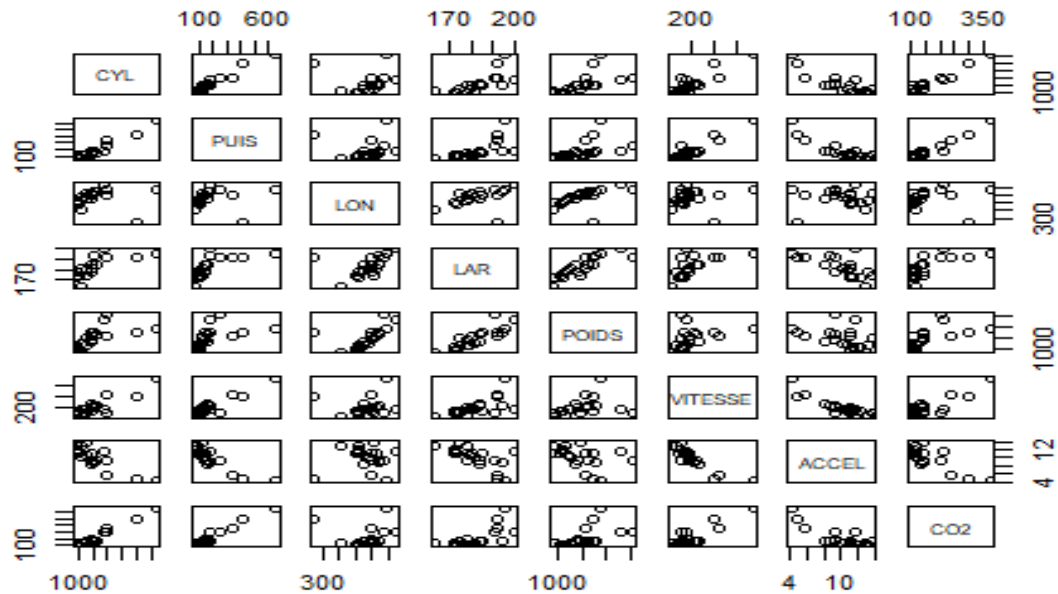 100 600 170 200 200 100 350
CYL 1000
100 PUIS
LON 300
170 LAR
POIDS 1000
200 VITESSE
ACCEL 4 12
100 CO2
1000 300 1000 4 10